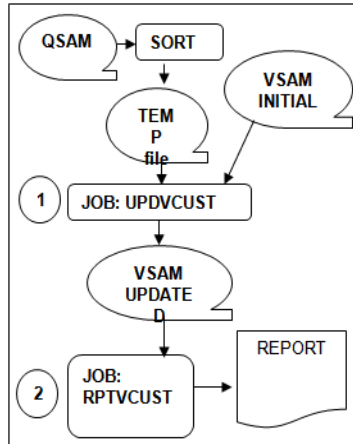 QSAM
SORT
VSAM
INITIAL
TEM
P
file
1
JOB: UPDVCUST
VSAM
UPDATE
D
2
JOB:
RPTVCUST
REPORT